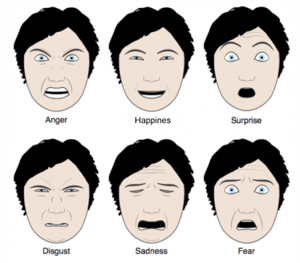 Anger
Happines
Surprise
Disgust
Sadness
Fear